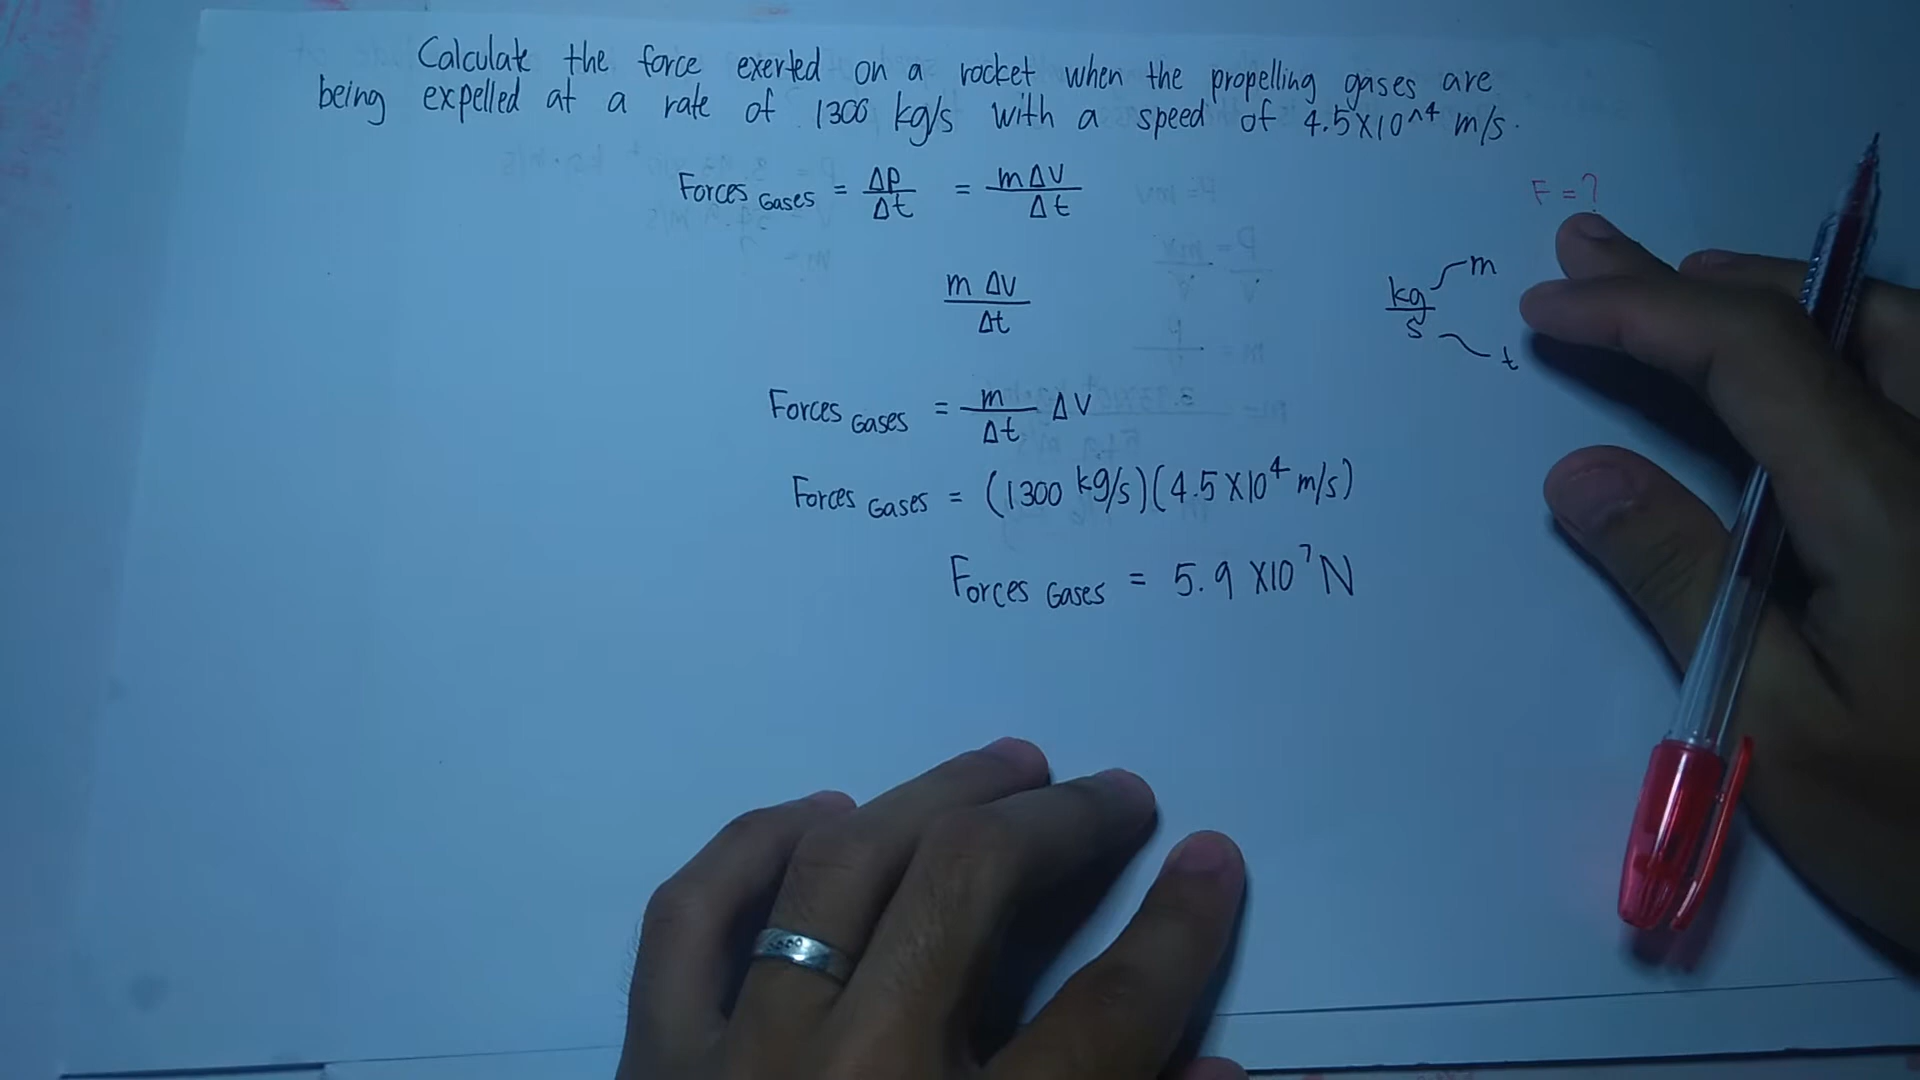 Calculate the force exerted on a rocket when the propelling gases are
being expelled at a rate of 1300 kg/s with a speed of 4.5X10^4 m/s.
Forces Gases = Δp/Δt = mΔV/Δt
F = ?
m ΔV/Δt
kg/s m t
Forces Gases = m/Δt ΔV
Forces Gases = (1300 kg/s)(4.5X10⁴ m/s)
Forces Gases = 5.9 X10⁷ N